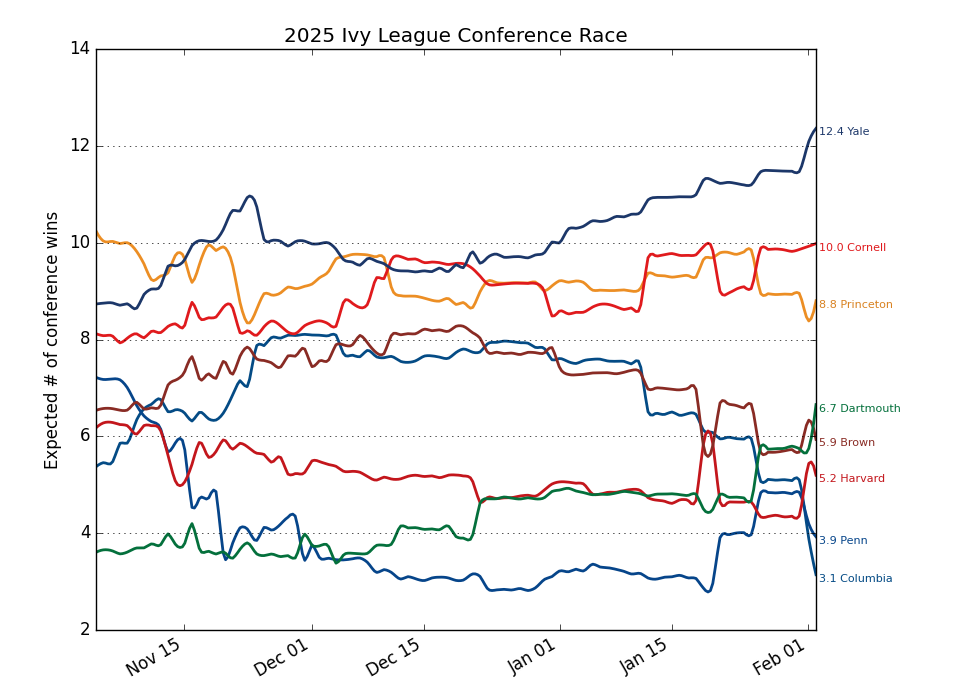 2025 Ivy League Conference Race
Expected # of conference wins
14
12
10
8
6
4
2
12.4 Yale
10.0 Cornell
8.8 Princeton
6.7 Dartmouth
5.9 Brown
5.2 Harvard
3.9 Penn
3.1 Columbia
Nov 15
Dec 01
Dec 15
Jan 01
Jan 15
Feb 01